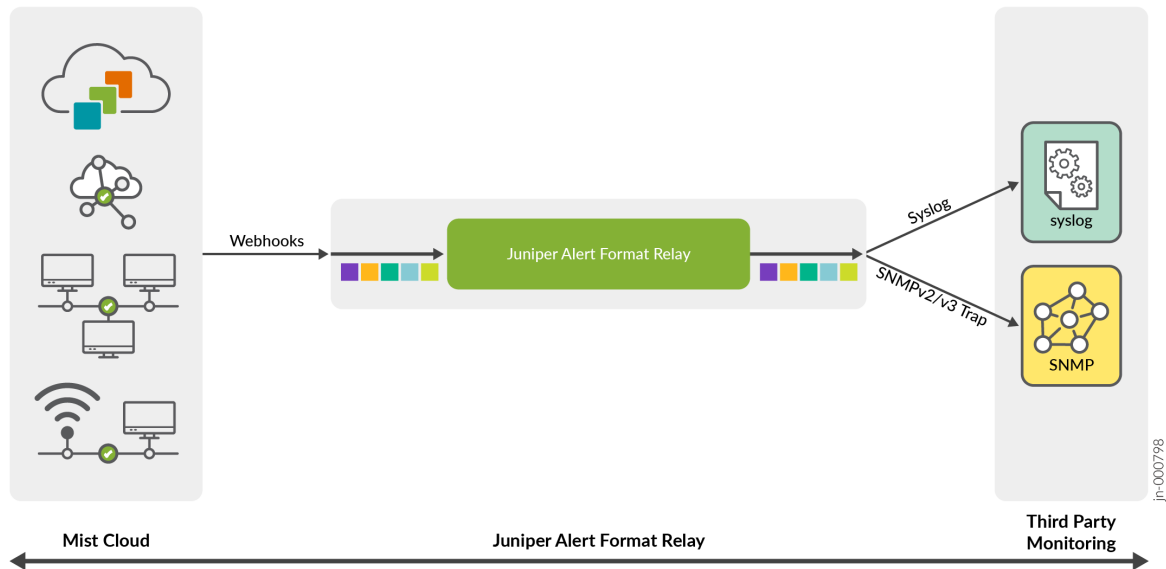 Webhooks
Juniper Alert Format Relay
Syslog
SNMPv2/v3 Trap
syslog
SNMP
jn-000798
Mist Cloud
Juniper Alert Format Relay
Third Party
Monitoring